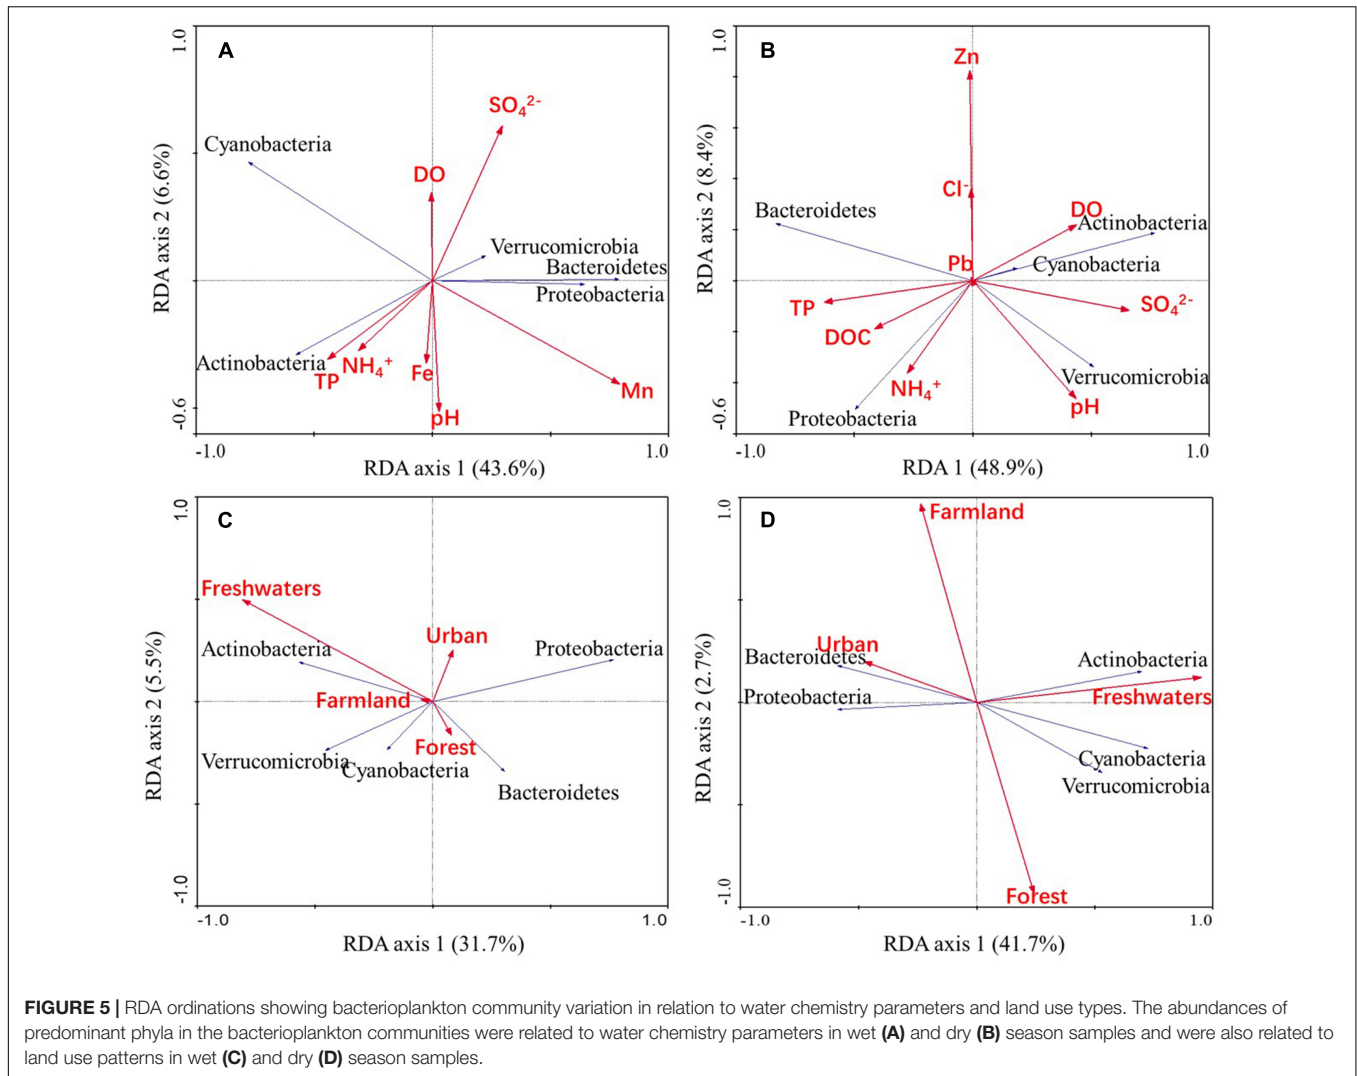 A
1.0
SO₄²⁻
Cyanobacteria
DO
Verrucomicrobia
Bacteroidetes
Proteobacteria
Actinobacteria
TP
NH₄⁺
Fe
pH
Mn
-0.6
-1.0
1.0
RDA axis 1 (43.6%)
RDA axis 2 (6.6%)
B
1.0
Zn
Cl⁻
DO
Bacteroidetes
Actinobacteria
Pb
Cyanobacteria
TP
SO₄²⁻
DOC
NH₄⁺
Verrucomicrobia
pH
Proteobacteria
-0.6
-1.0
1.0
RDA 1 (48.9%)
RDA axis 2 (8.4%)
C
1.0
Freshwaters
Actinobacteria
Urban
Proteobacteria
Farmland
Forest
Verrucomicrobia
Cyanobacteria
Bacteroidetes
-1.0
-1.0
1.0
RDA axis 1 (31.7%)
RDA axis 2 (5.5%)
D
1.0
Farmland
Urban
Bacteroidetes
Actinobacteria
Proteobacteria
Freshwaters
Cyanobacteria
Verrucomicrobia
Forest
-1.0
-1.0
1.0
RDA axis 1 (41.7%)
RDA axis 2 (2.7%)
FIGURE 5 | RDA ordinations showing bacterioplankton community variation in relation to water chemistry parameters and land use types. The abundances of
predominant phyla in the bacterioplankton communities were related to water chemistry parameters in wet (A) and dry (B) season samples and were also related to
land use patterns in wet (C) and dry (D) season samples.